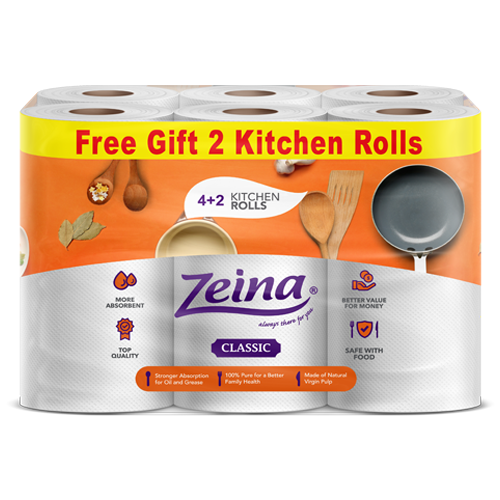 Free Gift 2 Kitchen Rolls
4+2 KITCHEN
ROLLS
Zeina®
always there for you
CLASSIC
MORE
ABSORBENT
TOP
QUALITY
BETTER VALUE
FOR MONEY
SAFE WITH
FOOD
Stronger Absorption
for Oil and Grease
100% Pure for a Better
Family Health
Made of Natural
Virgin Pulp